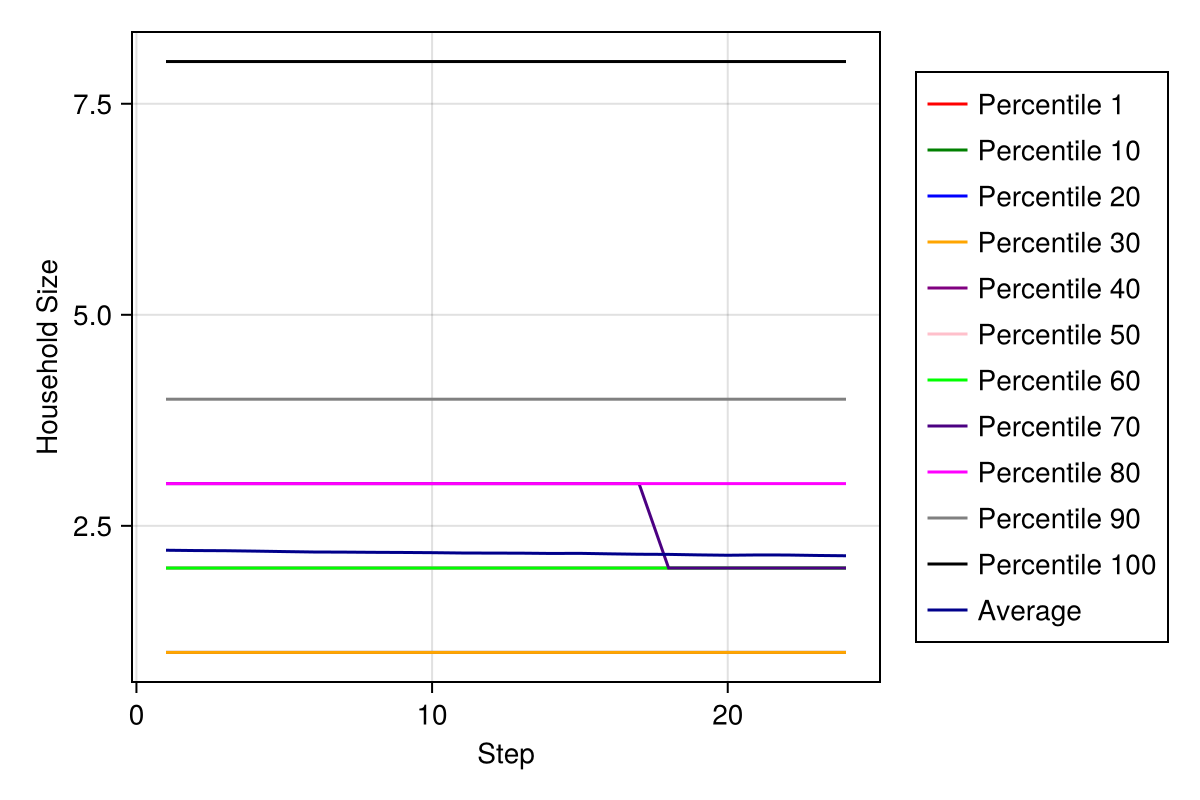 7.5
5.0
2.5
Household Size
0
10
20
Step
Percentile 1
Percentile 10
Percentile 20
Percentile 30
Percentile 40
Percentile 50
Percentile 60
Percentile 70
Percentile 80
Percentile 90
Percentile 100
Average